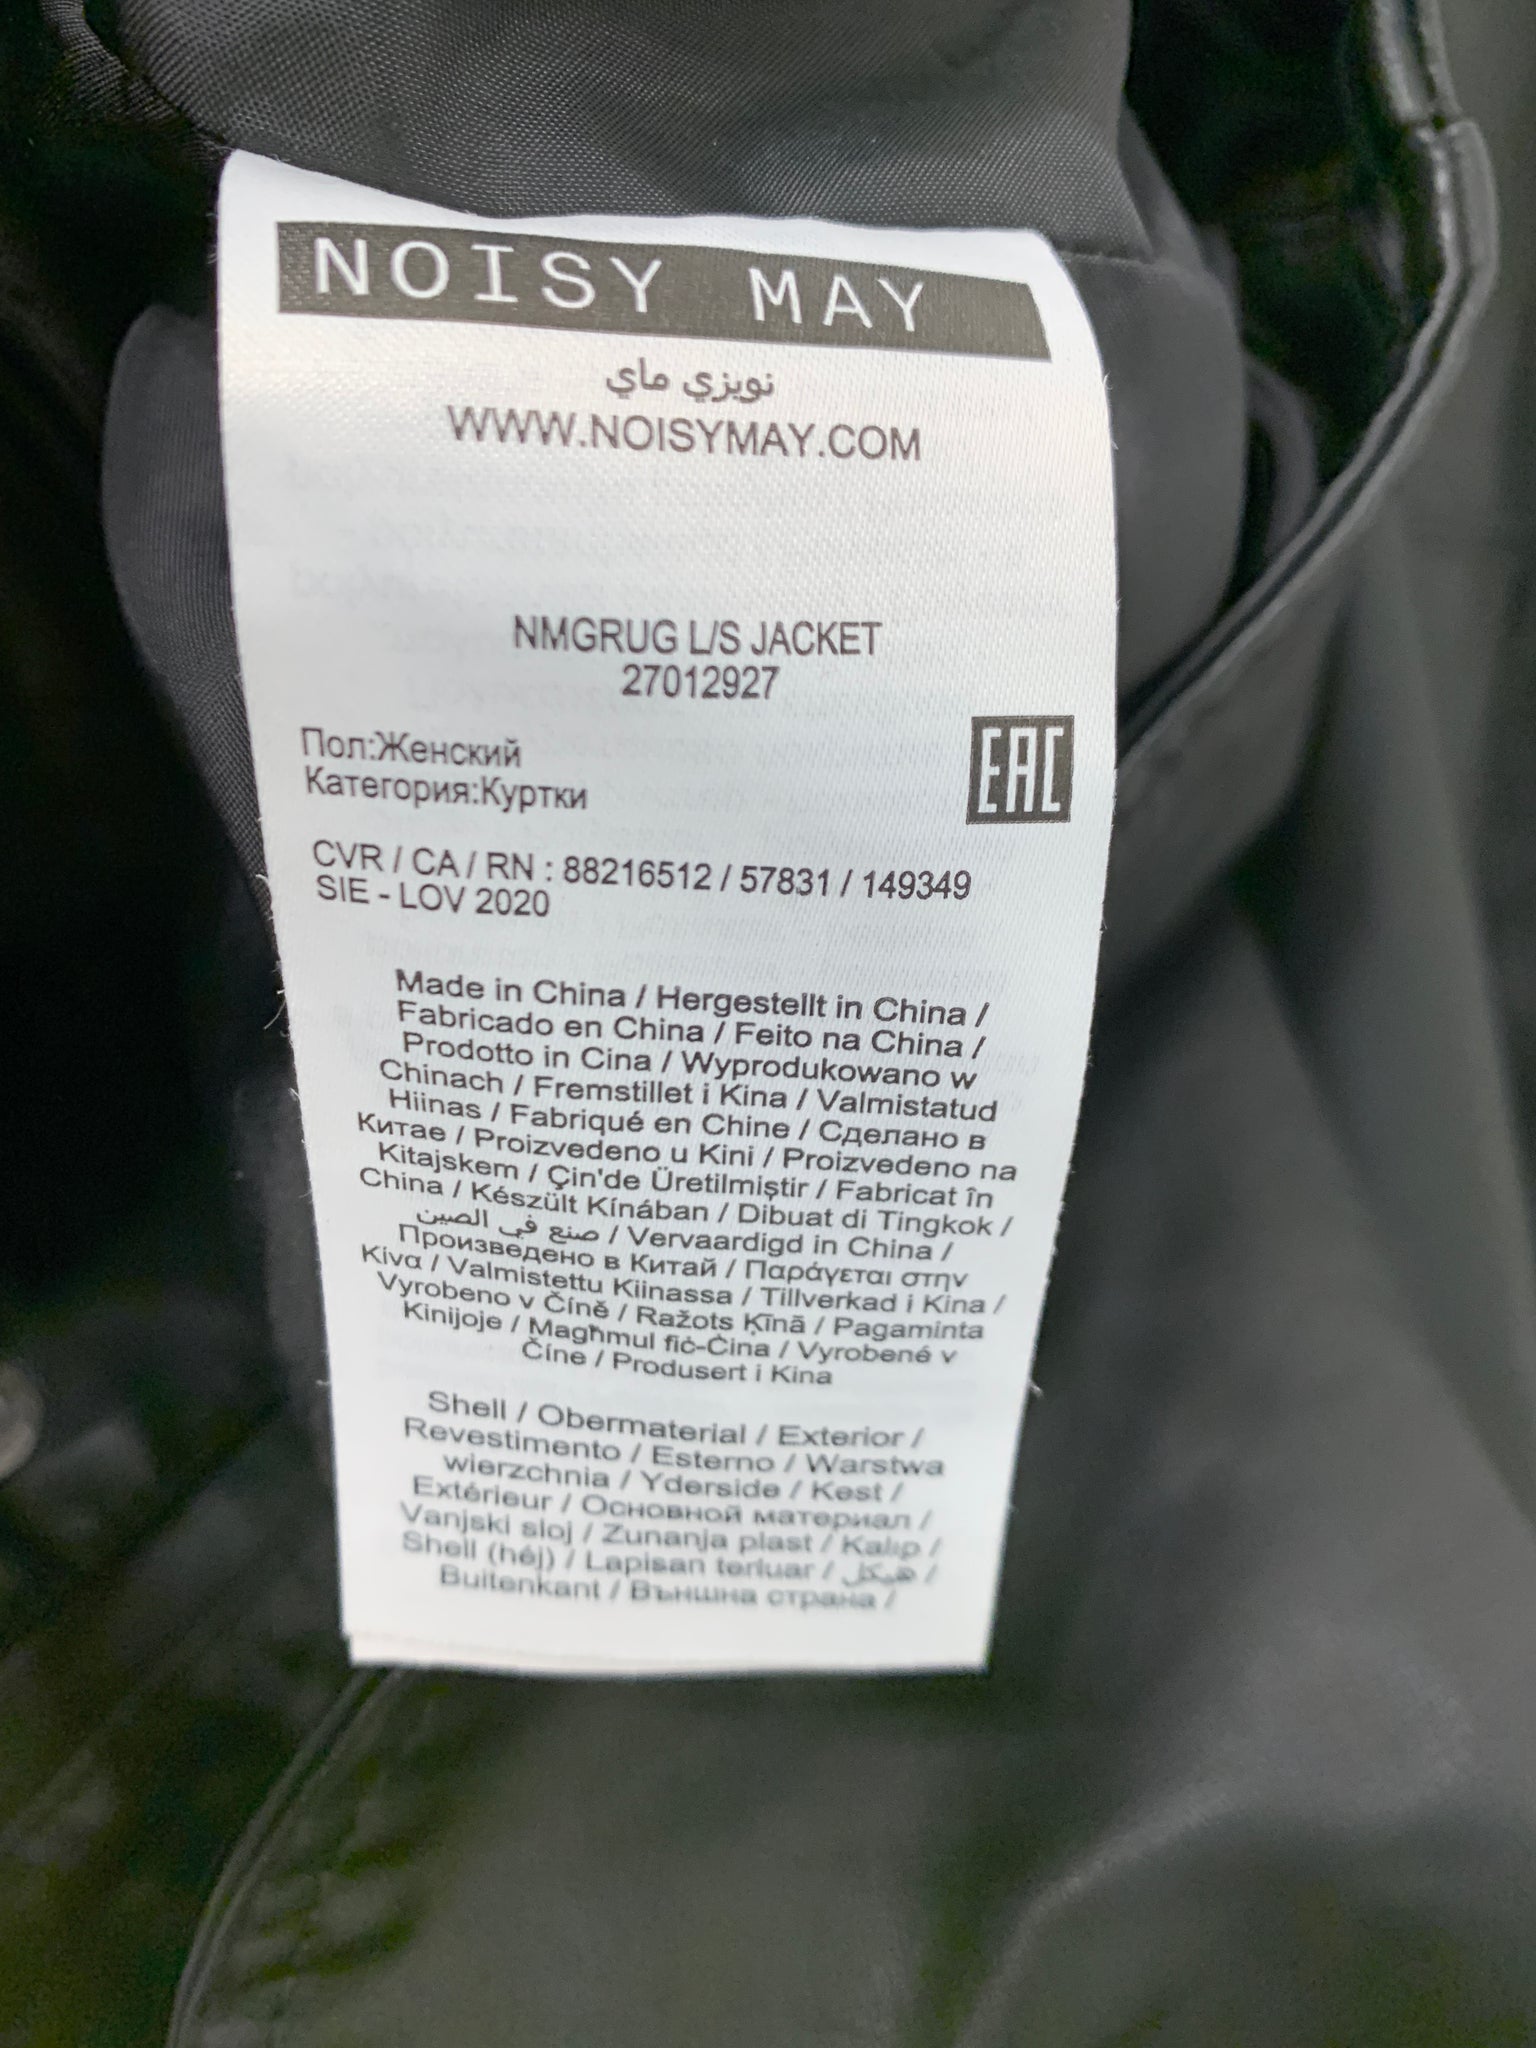 NOISY MAY
نويزي ماي
WWW.NOISYMAY.COM
NMGRUG L/S JACKET
27012927
Пол:Женский
Категория:Куртки
EAC
CVR / CA / RN : 88216512 / 57831 / 149349
SIE - LOV 2020
Made in China / Hergestellt in China /
Fabricado en China / Feito na China /
Prodotto in Cina / Wyprodukowano w
Chinach / Fremstillet i Kina / Valmistatud
Hiinas / Fabriqué en Chine / Сделано в
Китае / Proizvedeno u Kini / Proizvedeno na
Kitajskem / Çin'de Üretilmiştir / Fabricat în
China / Készült Kínában / Dibuat di Tingkok /
صنع في الصين / Vervaardigd in China /
Произведено в Китай / Παράγεται στην
Κίνα / Valmistettu Kiinassa / Tillverkad i Kina /
Vyrobeno v Číně / Ražots Ķīnā / Pagaminta
Kinijoje / Magħmul fiċ-Ċina / Vyrobené v
Číne / Produsert i Kina
Shell / Obermaterial / Exterior /
Revestimento / Esterno / Warstwa
wierzchnia / Yderside / Kest /
Extérieur / Основной материал /
Vanjski sloj / Zunanja plast / Kalıp /
Shell (héj) / Lapisan terluar / هيكل /
Buitenkant / Външна страна /